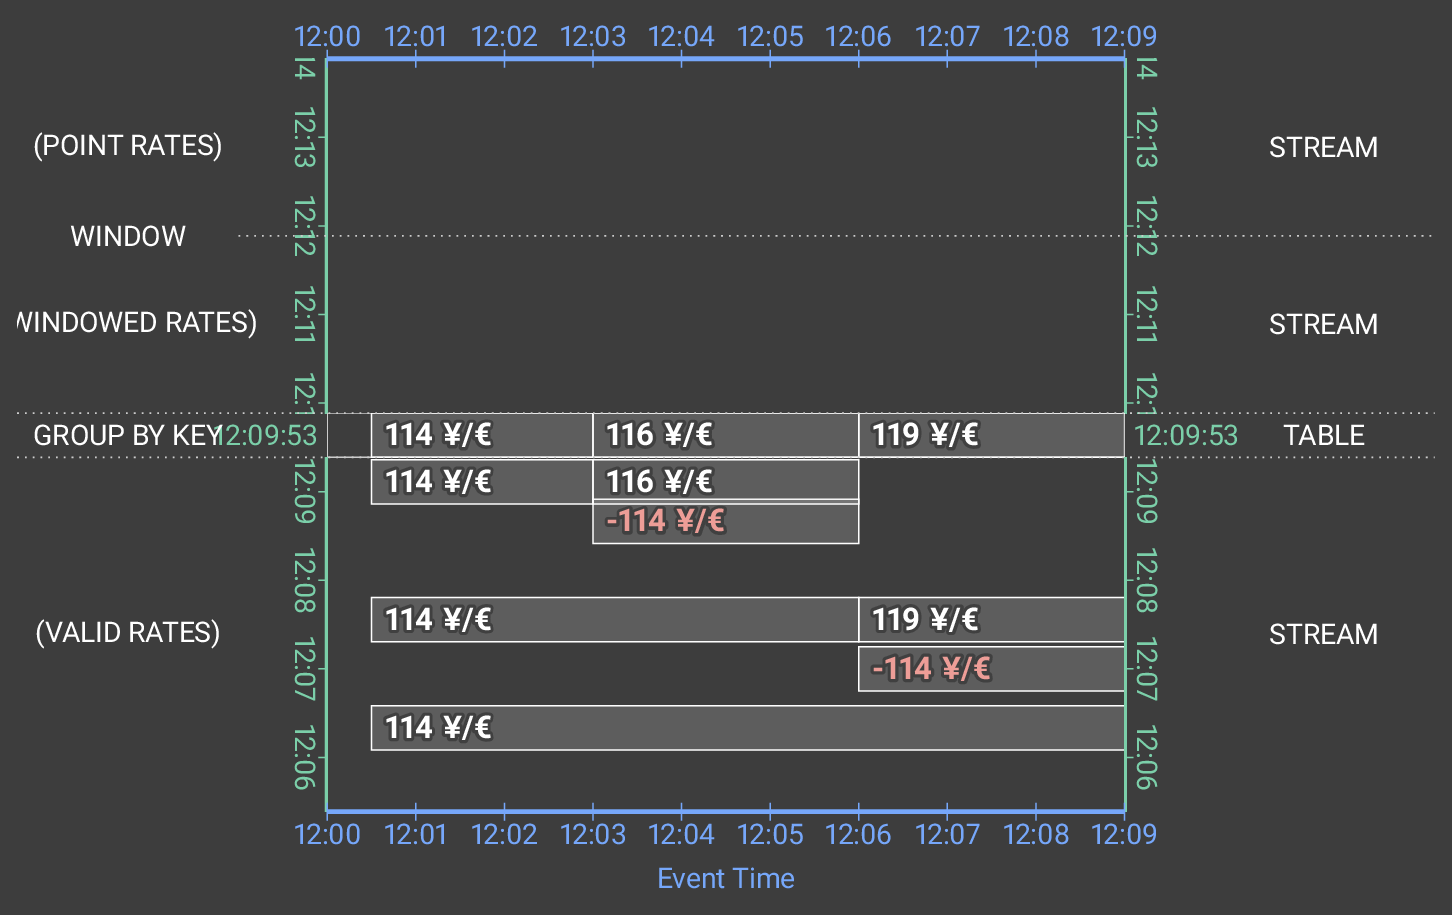 12:00 12:01 12:02 12:03 12:04 12:05 12:06 12:07 12:08 12:09
14 14
(POINT RATES) 12:13 12:13 STREAM
WINDOW 12:12 12:12
WINDOWED RATES) 12:11 12:11 STREAM
12:1 12:1
GROUP BY KEY 12:09:53 114 ¥/€ 116 ¥/€ 119 ¥/€ 12:09:53 TABLE
12:09 114 ¥/€ 116 ¥/€ 12:09
-114 ¥/€
12:08 12:08
114 ¥/€ 119 ¥/€
(VALID RATES) STREAM
12:07 -114 ¥/€ 12:07
114 ¥/€
12:06 12:06
12:00 12:01 12:02 12:03 12:04 12:05 12:06 12:07 12:08 12:09
Event Time